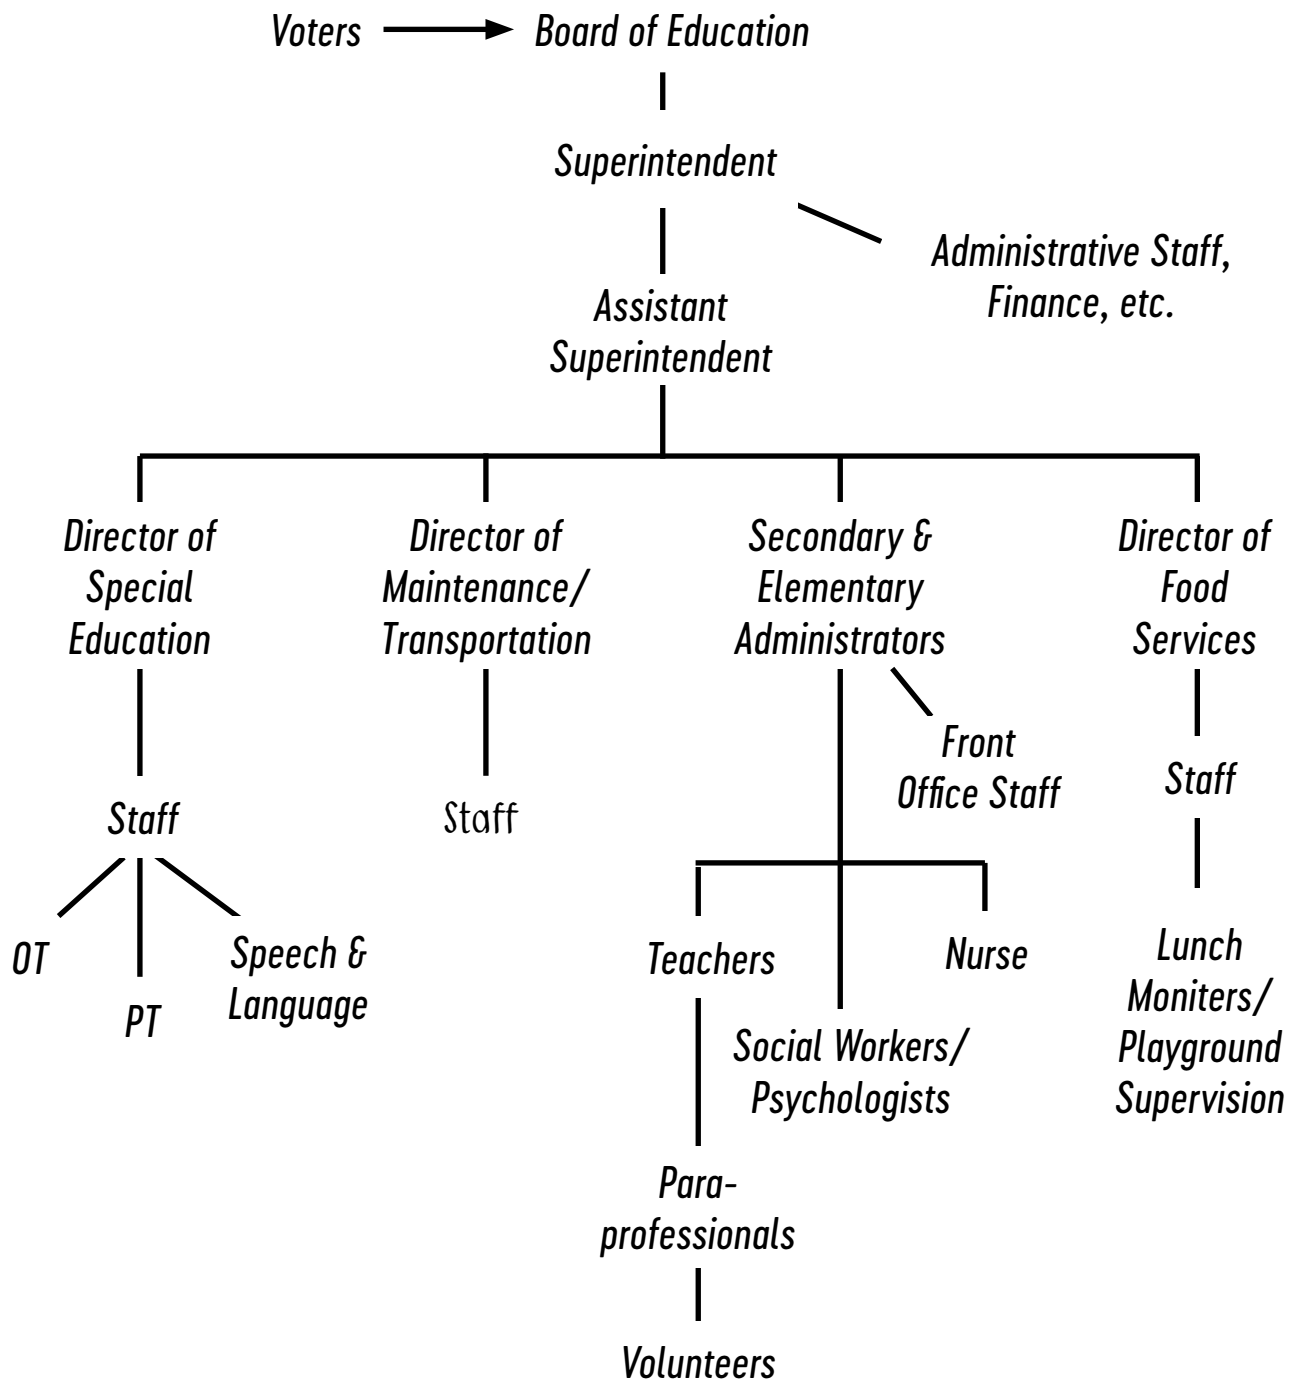 Voters
Board of Education
Superintendent
Administrative Staff,
Finance, etc.
Assistant
Superintendent
Director of
Special
Education
Director of
Maintenance/
Transportation
Secondary &
Elementary
Administrators
Director of
Food
Services
Front
Office Staff
Staff
Staff
Staff
OT
PT
Speech &
Language
Teachers
Nurse
Social Workers/
Psychologists
Lunch
Moniters/
Playground
Supervision
Para-
professionals
Volunteers